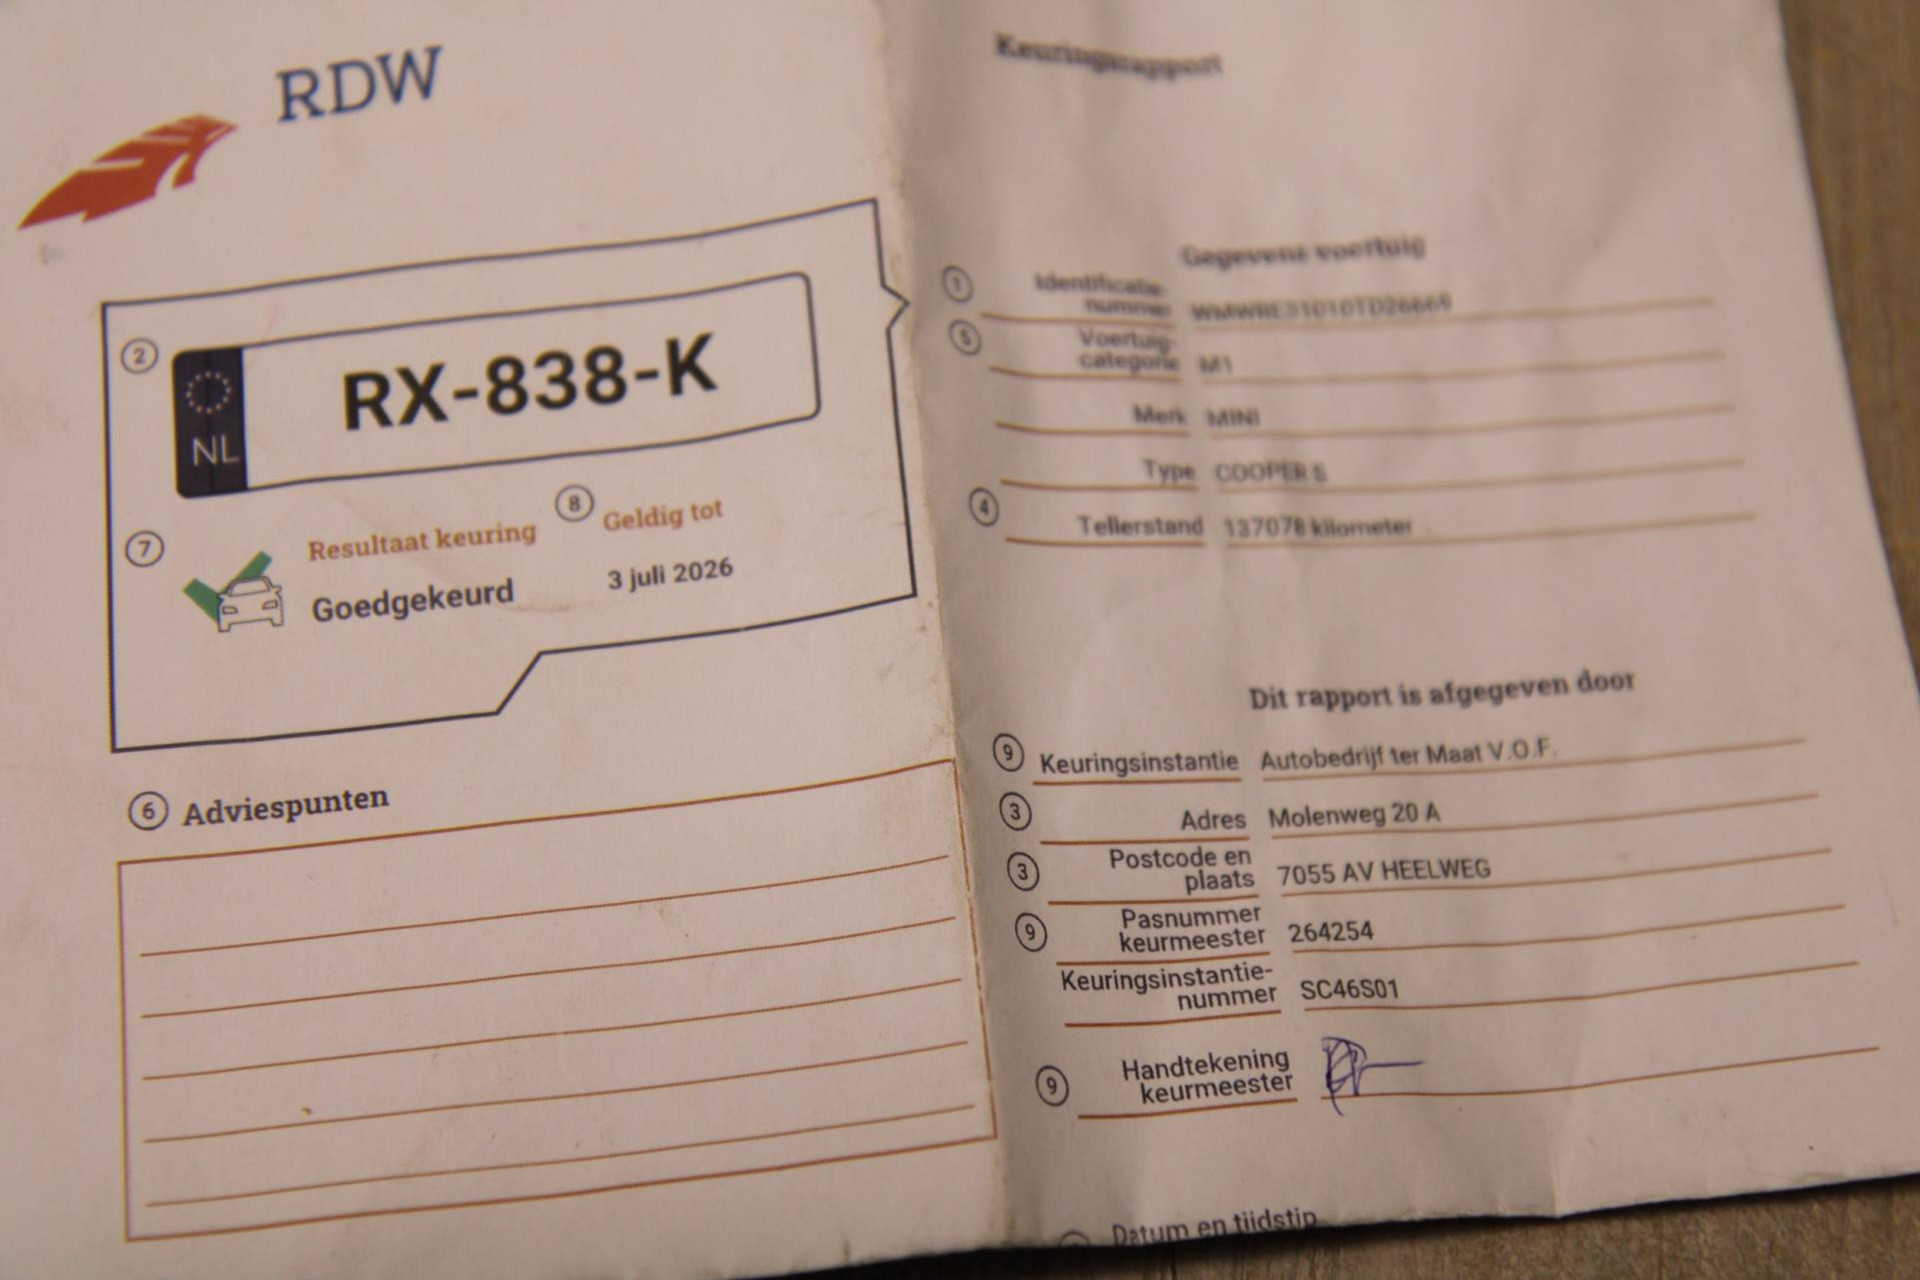 RDW
NL
RX-838-K
2
7
Resultaat keuring
Goedgekeurd
8
Geldig tot
3 juli 2026
6 Adviespunten
Keuringsrapport
Gegevens voertuig
1 Identificatie-
nummer
5 Voertuig-
categorie M1
Merk MINI
Type COOPER S
4 Tellerstand 137078 kilometer
Dit rapport is afgegeven door
9 Keuringsinstantie Autobedrijf ter Maat V.O.F.
3 Adres Molenweg 20 A
3 Postcode en
plaats 7055 AV HEELWEG
9 Pasnummer
keurmeester 264254
Keuringsinstantie-
nummer SC46S01
9 Handtekening
keurmeester
Datum en tijdstip